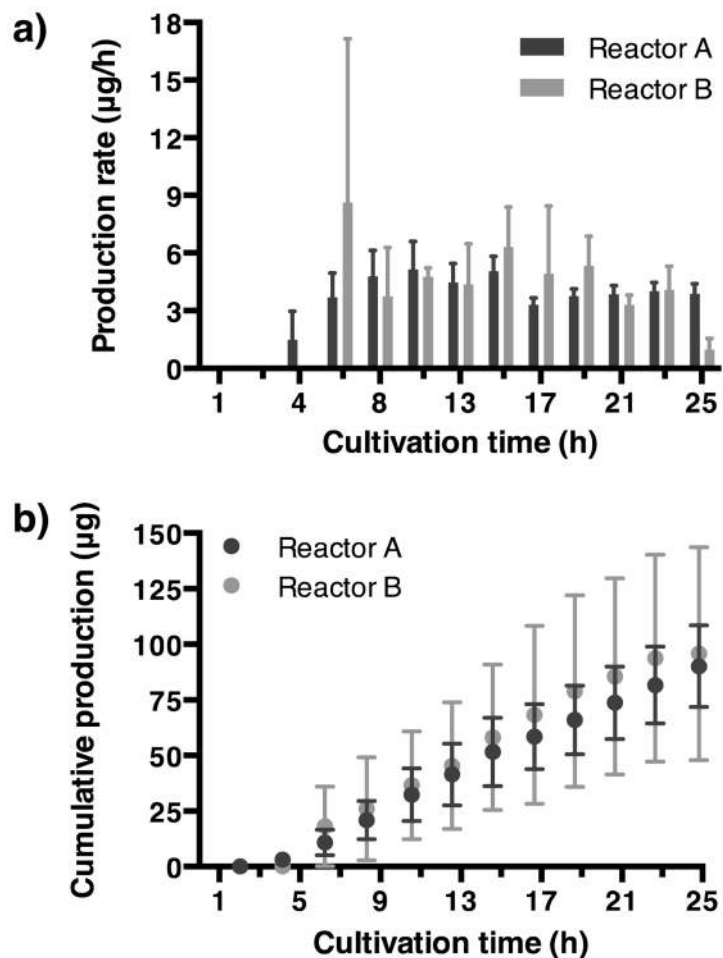 a)
Production rate (µg/h)
18
15
12
9
6
3
0
Reactor A
Reactor B
1 4 8 13 17 21 25
Cultivation time (h)
b)
Cumulative production (µg)
150
125
100
75
50
25
0
Reactor A
Reactor B
1 5 9 13 17 21 25
Cultivation time (h)